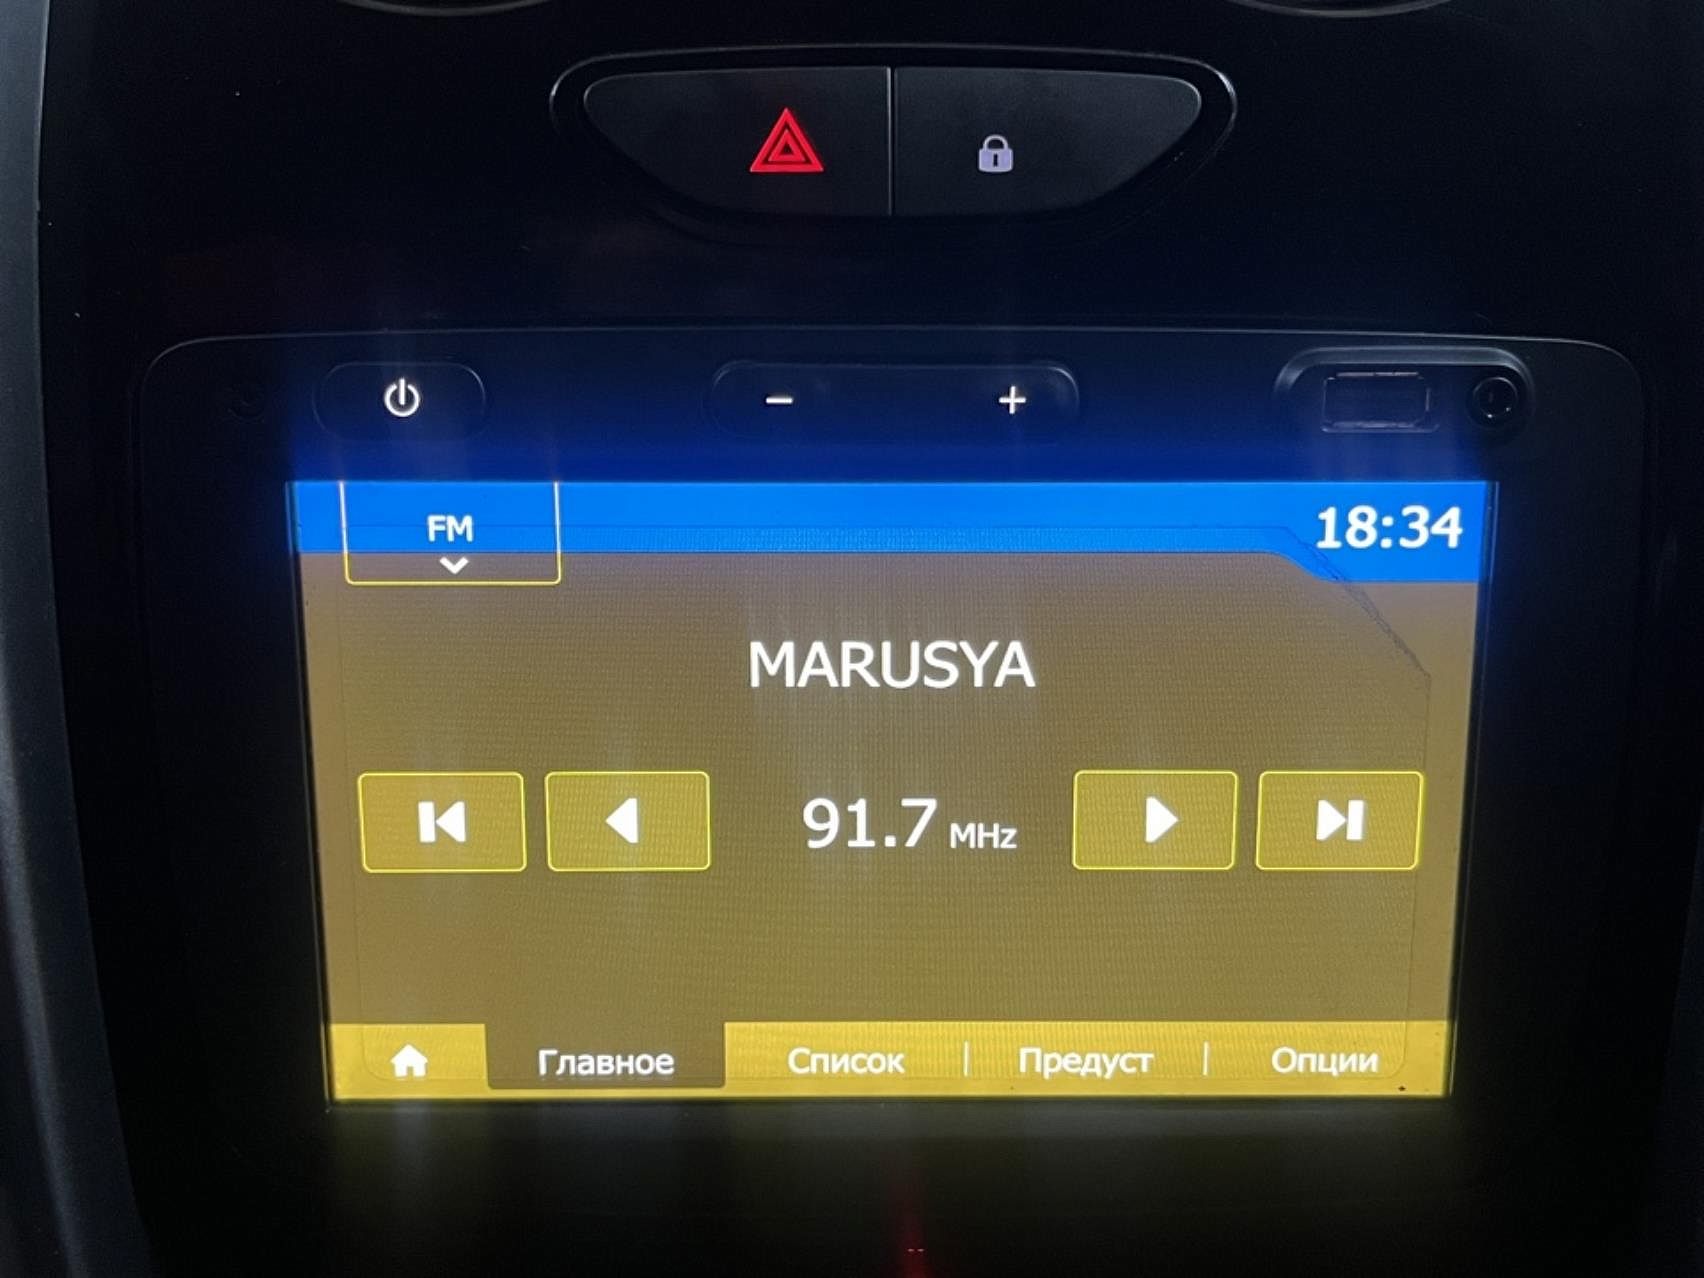 FM
18:34
MARUSYA
91.7 MHz
Главное
Список | Предуст | Опции